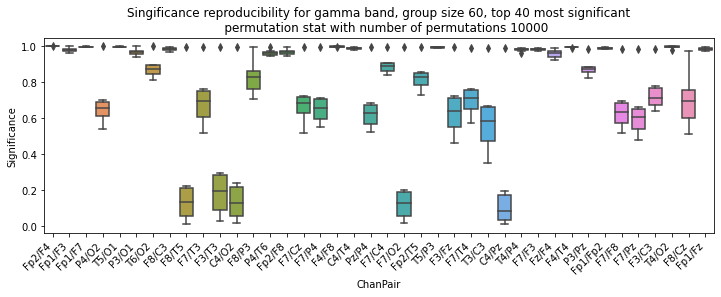 Singificance reproducibility for gamma band, group size 60, top 40 most significant
permutation stat with number of permutations 10000
Significance
1.0
0.8
0.6
0.4
0.2
0.0
Fp2/F4
Fp1/F3
Fp1/F7
P4/O2
T5/O1
P3/O1
T6/O2
F8/C3
F8/T5
F7/T3
F3/T3
C4/O2
F8/P3
P4/T6
Fp2/F8
F7/Cz
F7/P4
F4/F8
C4/T4
Pz/P4
F7/C4
F7/O2
Fp2/T5
T5/P3
F3/Fz
F7/T4
T3/C3
C4/Pz
T4/P4
F7/F3
Fz/F4
F4/T4
P3/Pz
Fp1/Fp2
F7/F8
F7/Pz
F3/C3
T4/O2
F8/Cz
Fp1/Fz
ChanPair